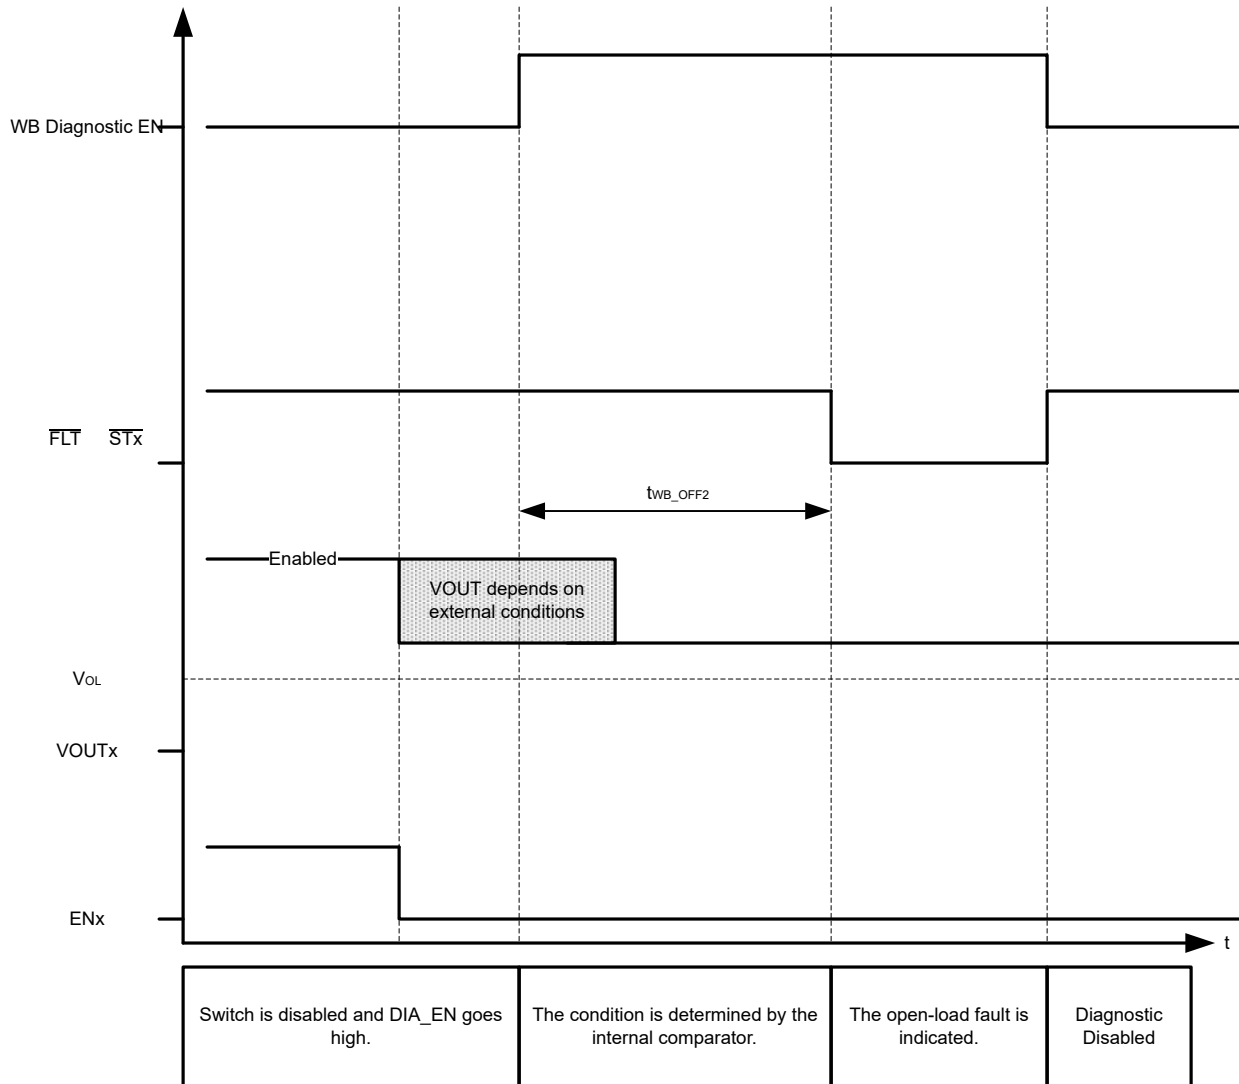 WB Diagnostic EN
FLT STx
tWB_OFF2
Enabled
VOUT depends on
external conditions
VOL
VOUTx
ENx
t
Switch is disabled and DIA_EN goes
high.
The condition is determined by the
internal comparator.
The open-load fault is
indicated.
Diagnostic
Disabled